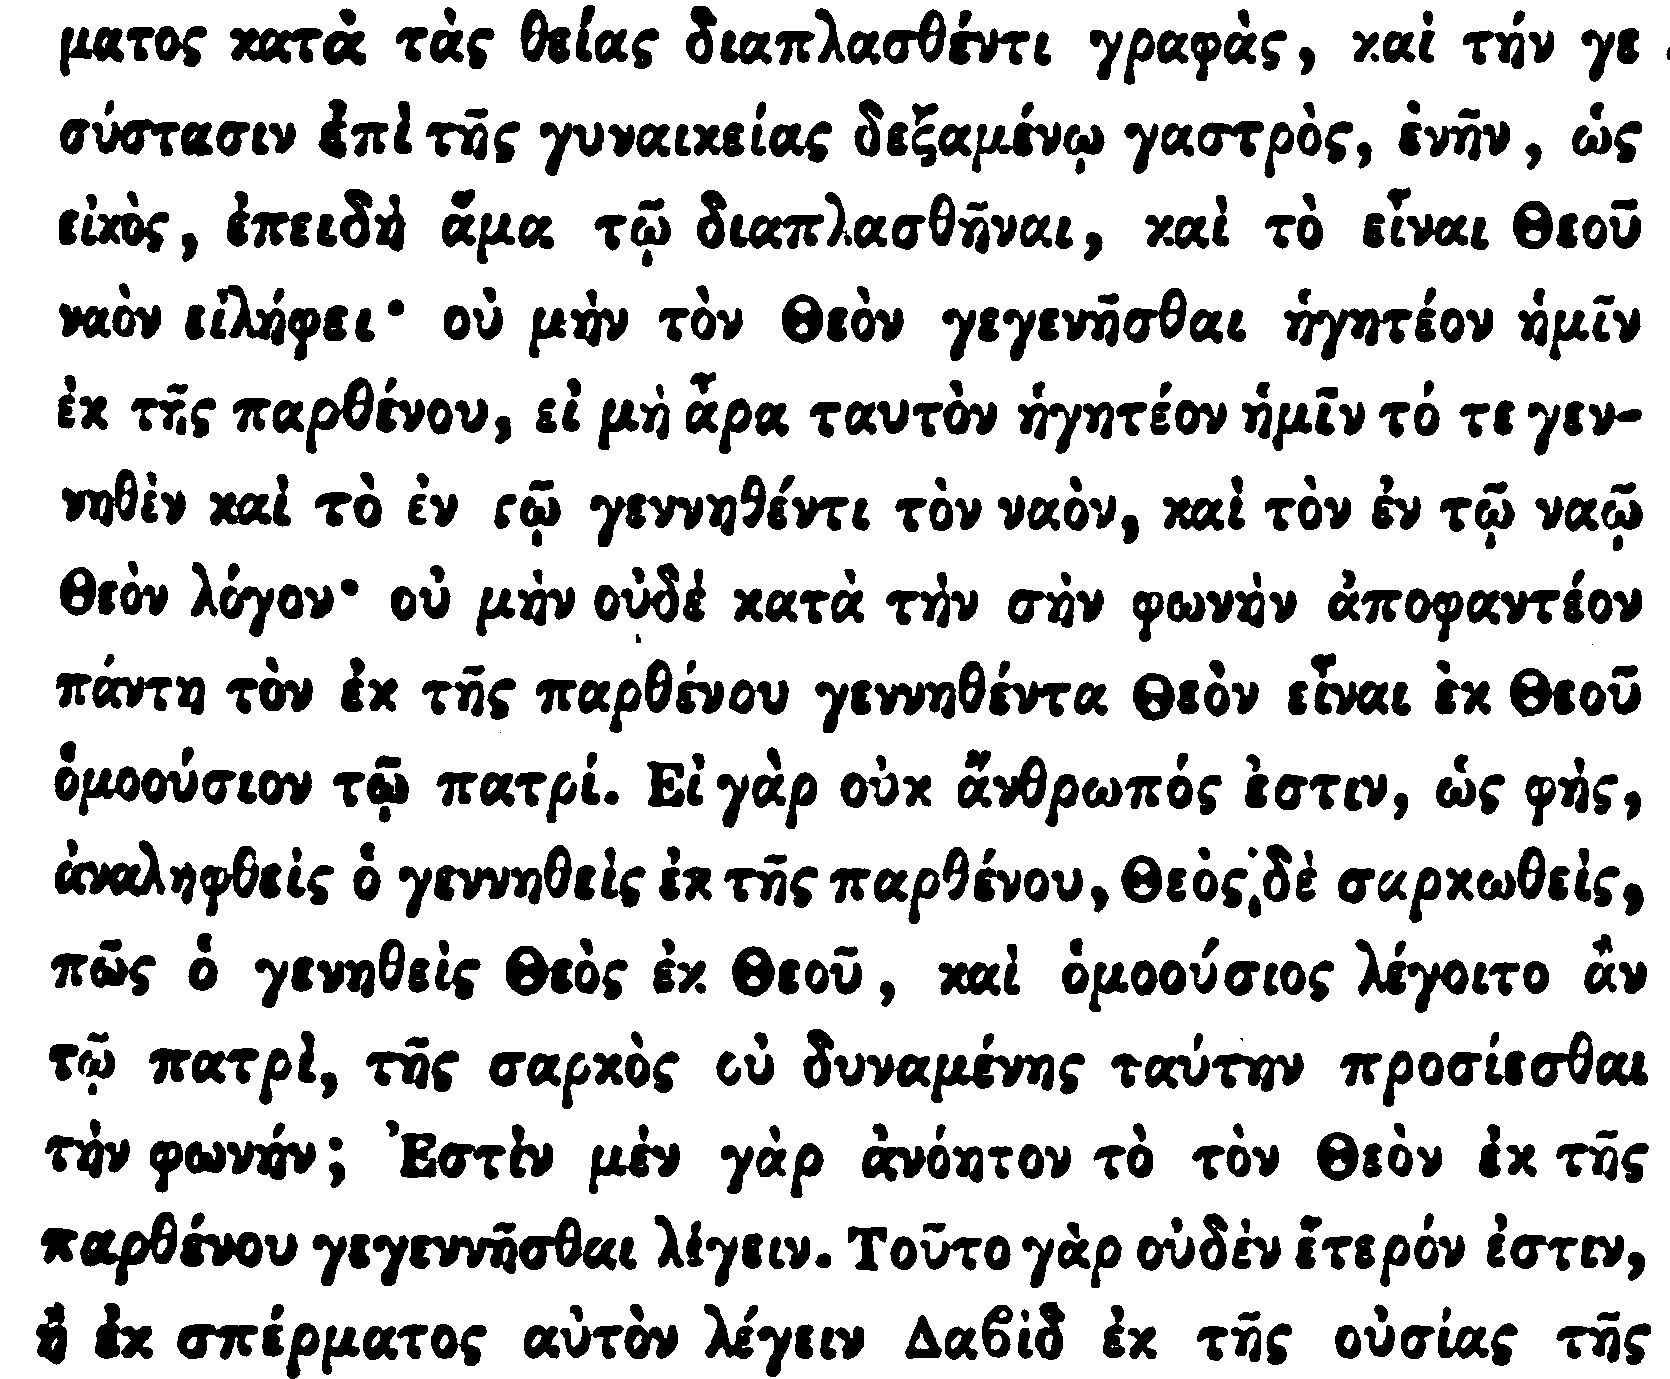 ματος κατὰ τὰς θείας διαπλασθέντι γραφὰς, καὶ τήν γε
σύστασιν ἐπὶ τῆς γυναικείας δεξαμένῳ γαστρὸς, ἐνῆν, ὡς
εἰκὸς, ἐπειδὴ ἅμα τῷ διαπλασθῆναι, καὶ τὸ εἶναι Θεοῦ
ναὸν εἰλήφει· οὐ μὴν τὸν Θεὸν γεγενῆσθαι ἡγητέον ἡμῖν
ἐκ τῆς παρθένου, εἰ μὴ ἆρα ταυτὸν ἡγητέον ἡμῖν τό τε γεν-
νηθὲν καὶ τὸ ἐν τῷ γεννηθέντι τὸν ναὸν, καὶ τὸν ἐν τῷ ναῷ
Θεὸν λόγον· οὐ μὴν οὐδὲ κατὰ τὴν σὴν φωνὴν ἀποφαντέον
πάντη τὸν ἐκ τῆς παρθένου γεννηθέντα Θεὸν εἶναι ἐκ Θεοῦ
ὁμοούσιον τῷ πατρί. Εἰ γὰρ οὐκ ἄνθρωπός ἐστιν, ὡς φὴς,
ἀναληφθεὶς ὁ γεννηθεὶς ἐκ τῆς παρθένου, Θεὸς δὲ σαρκωθεὶς,
πῶς ὁ γενηθεὶς Θεὸς ἐκ Θεοῦ, καὶ ὁμοούσιος λέγοιτο ἂν
τῷ πατρὶ, τῆς σαρκὸς οὐ δυναμένης ταύτην προσίεσθαι
τὴν φωνήν; Ἐστὶν μὲν γὰρ ἀνόητον τὸ τὸν Θεὸν ἐκ τῆς
παρθένου γεγεννῆσθαι λέγειν. Τοῦτο γὰρ οὐδὲν ἕτερόν ἐστιν,
ἢ ἐκ σπέρματος αὐτὸν λέγειν Δαβὶδ ἐκ τῆς οὐσίας τῆς